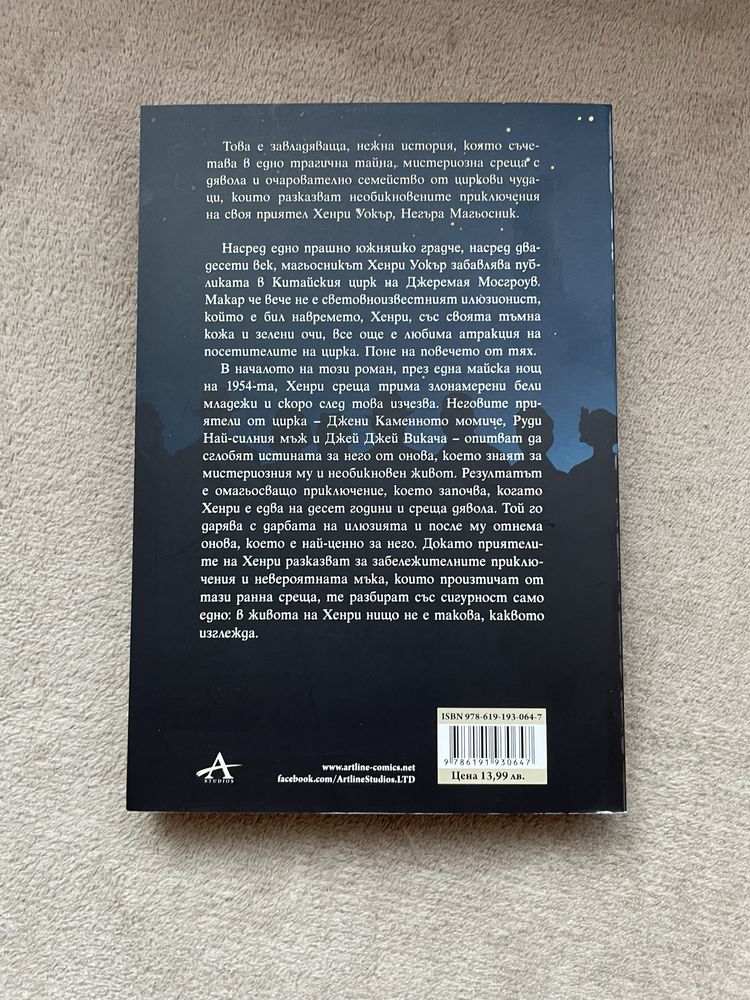 Това е завладяваща, нежна история, която съче-
тава в едно трагична тайна, мистериозна среща с
дявола и очарователно семейство от циркови чуда-
ци, които разказват необикновените приключения
на своя приятел Хенри Уокър, Негъра Магьосник.
Насред едно прашно южняшко градче, насред два-
десети век, магьосникът Хенри Уокър забавлява пуб-
ликата в Китайския цирк на Джеремая Мосгроув.
Макар че вече не е световноизвестният илюзионист,
който е бил навремето, Хенри, със своята тъмна
кожа и зелени очи, все още е любима атракция на
посетителите на цирка. Поне на повечето от тях.
В началото на този роман, през една майска нощ
на 1954-та, Хенри среща трима злонамерени бели
младежи и скоро след това изчезва. Неговите при-
ятели от цирка – Джени Каменното момиче, Руди
Най-силния мъж и Джей Джей Викача – опитват да
сглобят истината за него от онова, което знаят за
мистериозния му и необикновен живот. Резултатът
е омагьосващо приключение, което започва, когато
Хенри е едва на десет години и среща дявола. Той го
дарява с дарбата на илюзията и после му отнема
онова, което е най-ценно за него. Докато приятели-
те на Хенри разказват за забележителните приклю-
чения и невероятната мъка, които произтичат от
тази ранна среща, те разбират със сигурност само
едно: в живота на Хенри нищо не е такова, каквото
изглежда.
ISBN 978-619-193-064-7
9 786191 930647
Цена 13,99 лв.
A
STUDIOS
www.artline-comics.net
facebook.com/ArtlineStudios.LTD